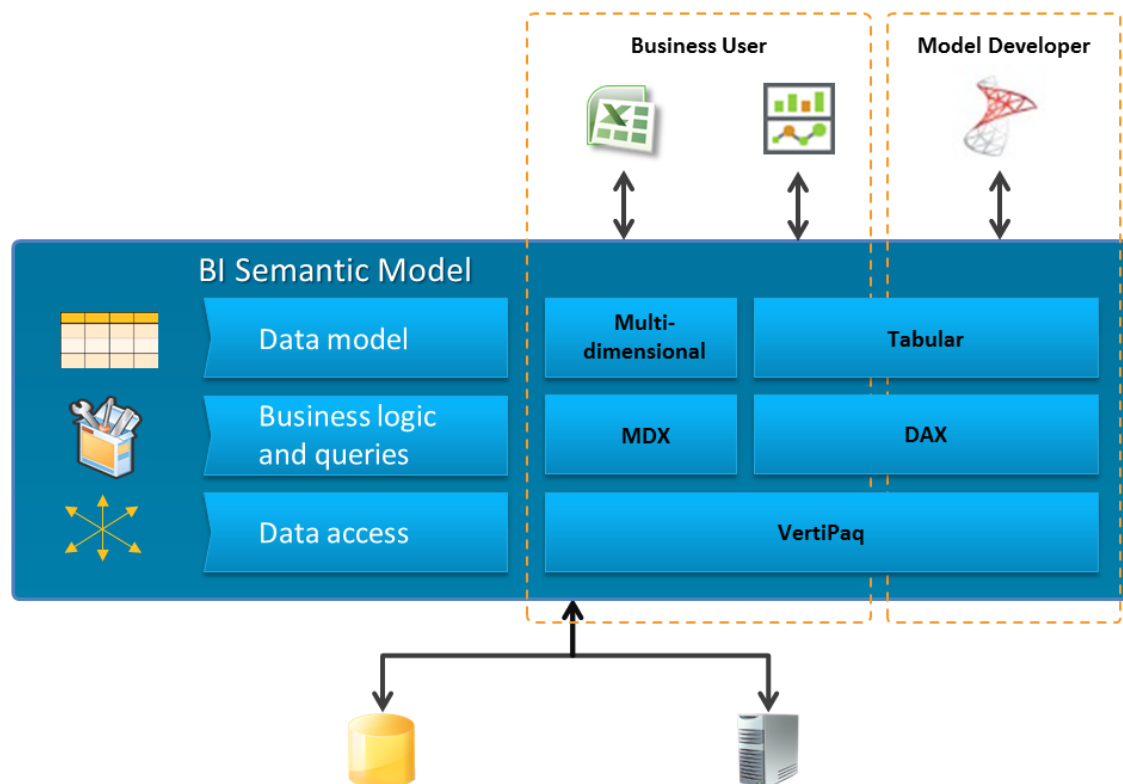 Business User
Model Developer
BI Semantic Model
Data model
Multi-
dimensional
Tabular
Business logic
and queries
MDX
DAX
Data access
VertiPaq